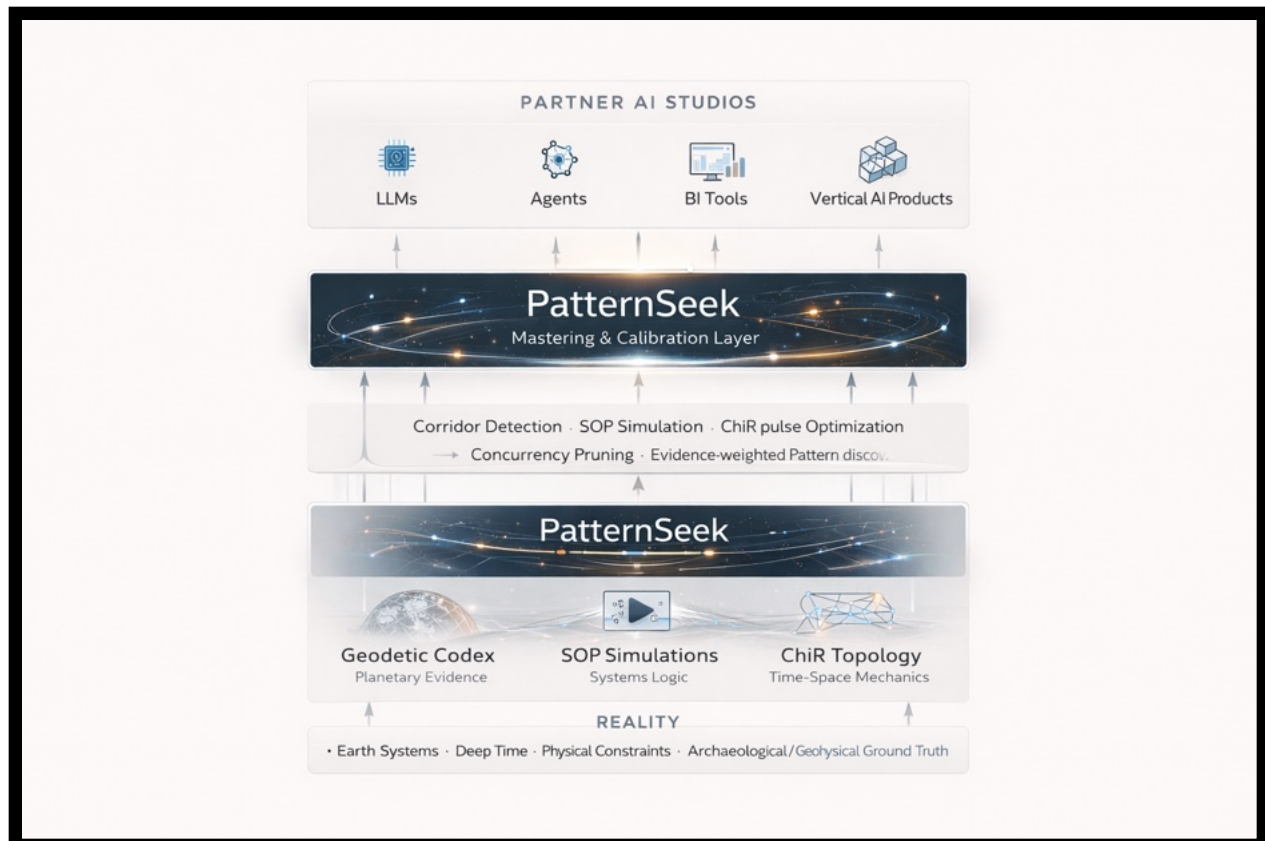 PARTNER AI STUDIOS
LLMs Agents BI Tools Vertical AI Products
PatternSeek
Mastering & Calibration Layer
Corridor Detection · SOP Simulation · ChiR pulse Optimization
→ Concurrency Pruning · Evidence-weighted Pattern discov
PatternSeek
Geodetic Codex SOP Simulations ChiR Topology
Planetary Evidence Systems Logic Time-Space Mechanics
REALITY
• Earth Systems · Deep Time · Physical Constraints · Archaeological/Geohysical Ground Truth